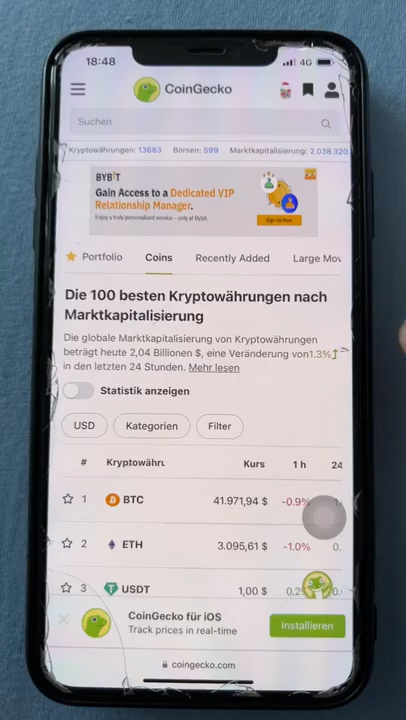 18:48
4G
CoinGecko
Suchen
Kryptowährungen: 13683 Börsen: 599 Marktkapitalisierung: 2.038.320
BYBIT
Gain Access to a Dedicated VIP
Relationship Manager.
Enjoy a truly personalized service – only at Bybit.
Sign Up Now
Portfolio Coins Recently Added Large Mov
Die 100 besten Kryptowährungen nach
Marktkapitalisierung
Die globale Marktkapitalisierung von Kryptowährungen
beträgt heute 2,04 Billionen $, eine Veränderung von1.3%
in den letzten 24 Stunden. Mehr lesen
Statistik anzeigen
USD Kategorien Filter
# Kryptowähru Kurs 1 h 24
1 BTC 41.971,94 $ -0.9%
2 ETH 3.095,61 $ -1.0% 0.
3 USDT 1,00 $ 0.2 0.
CoinGecko für iOS
Track prices in real-time
Installieren
coingecko.com